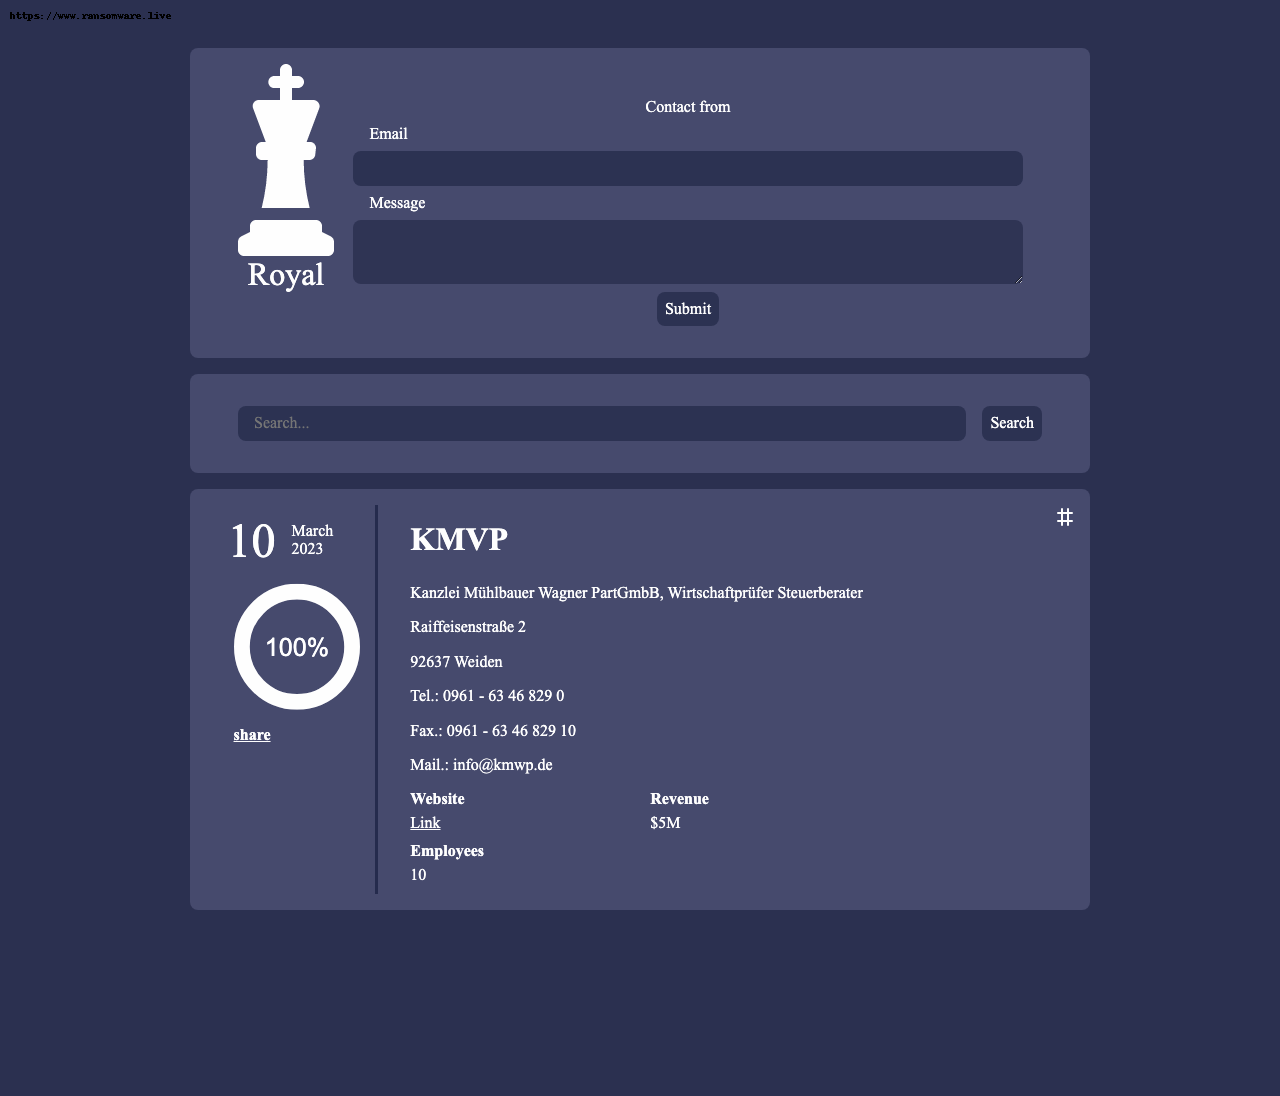 https://www.ransomware.live
Royal
Contact from
Email
Message
Submit
Search...
Search
10
March
2023
100%
share
#
KMVP
Kanzlei Mühlbauer Wagner PartGmbB, Wirtschaftprüfer Steuerberater
Raiffeisenstraße 2
92637 Weiden
Tel.: 0961 - 63 46 829 0
Fax.: 0961 - 63 46 829 10
Mail.: info@kmwp.de
Website
Link
Revenue
$5M
Employees
10